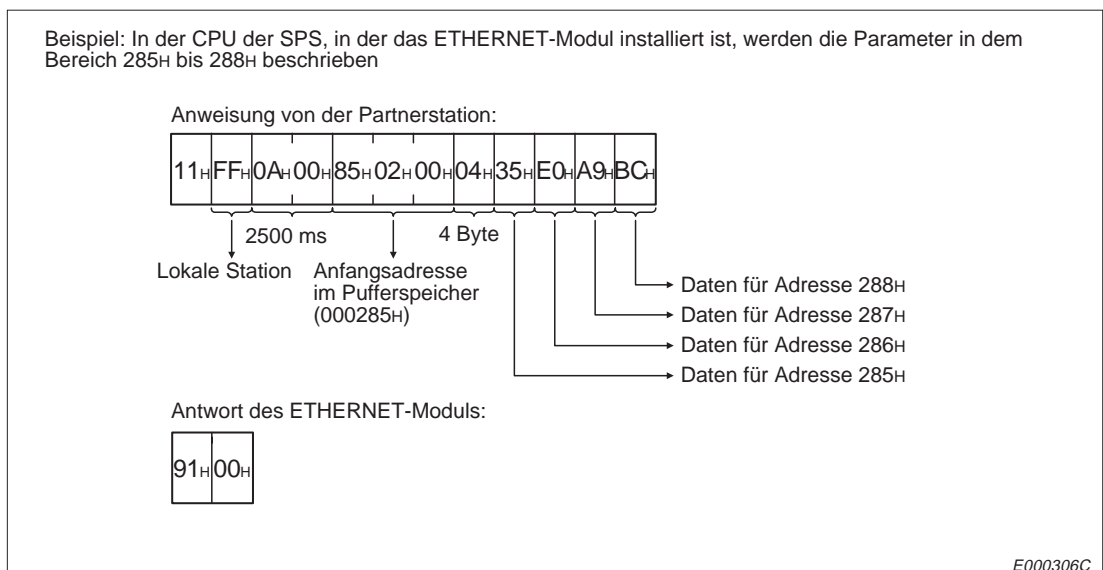 Beispiel: In der CPU der SPS, in der das ETHERNET-Modul installiert ist, werden die Parameter in dem
Bereich 285H bis 288H beschrieben
Anweisung von der Partnerstation:
11H FFH 0AH 00H 85H 02H 00H 04H 35H E0H A9H BCH
2500 ms 4 Byte
Lokale Station Anfangsadresse
im Pufferspeicher
(000285H)
Daten für Adresse 288H
Daten für Adresse 287H
Daten für Adresse 286H
Daten für Adresse 285H
Antwort des ETHERNET-Moduls:
91H 00H
E000306C